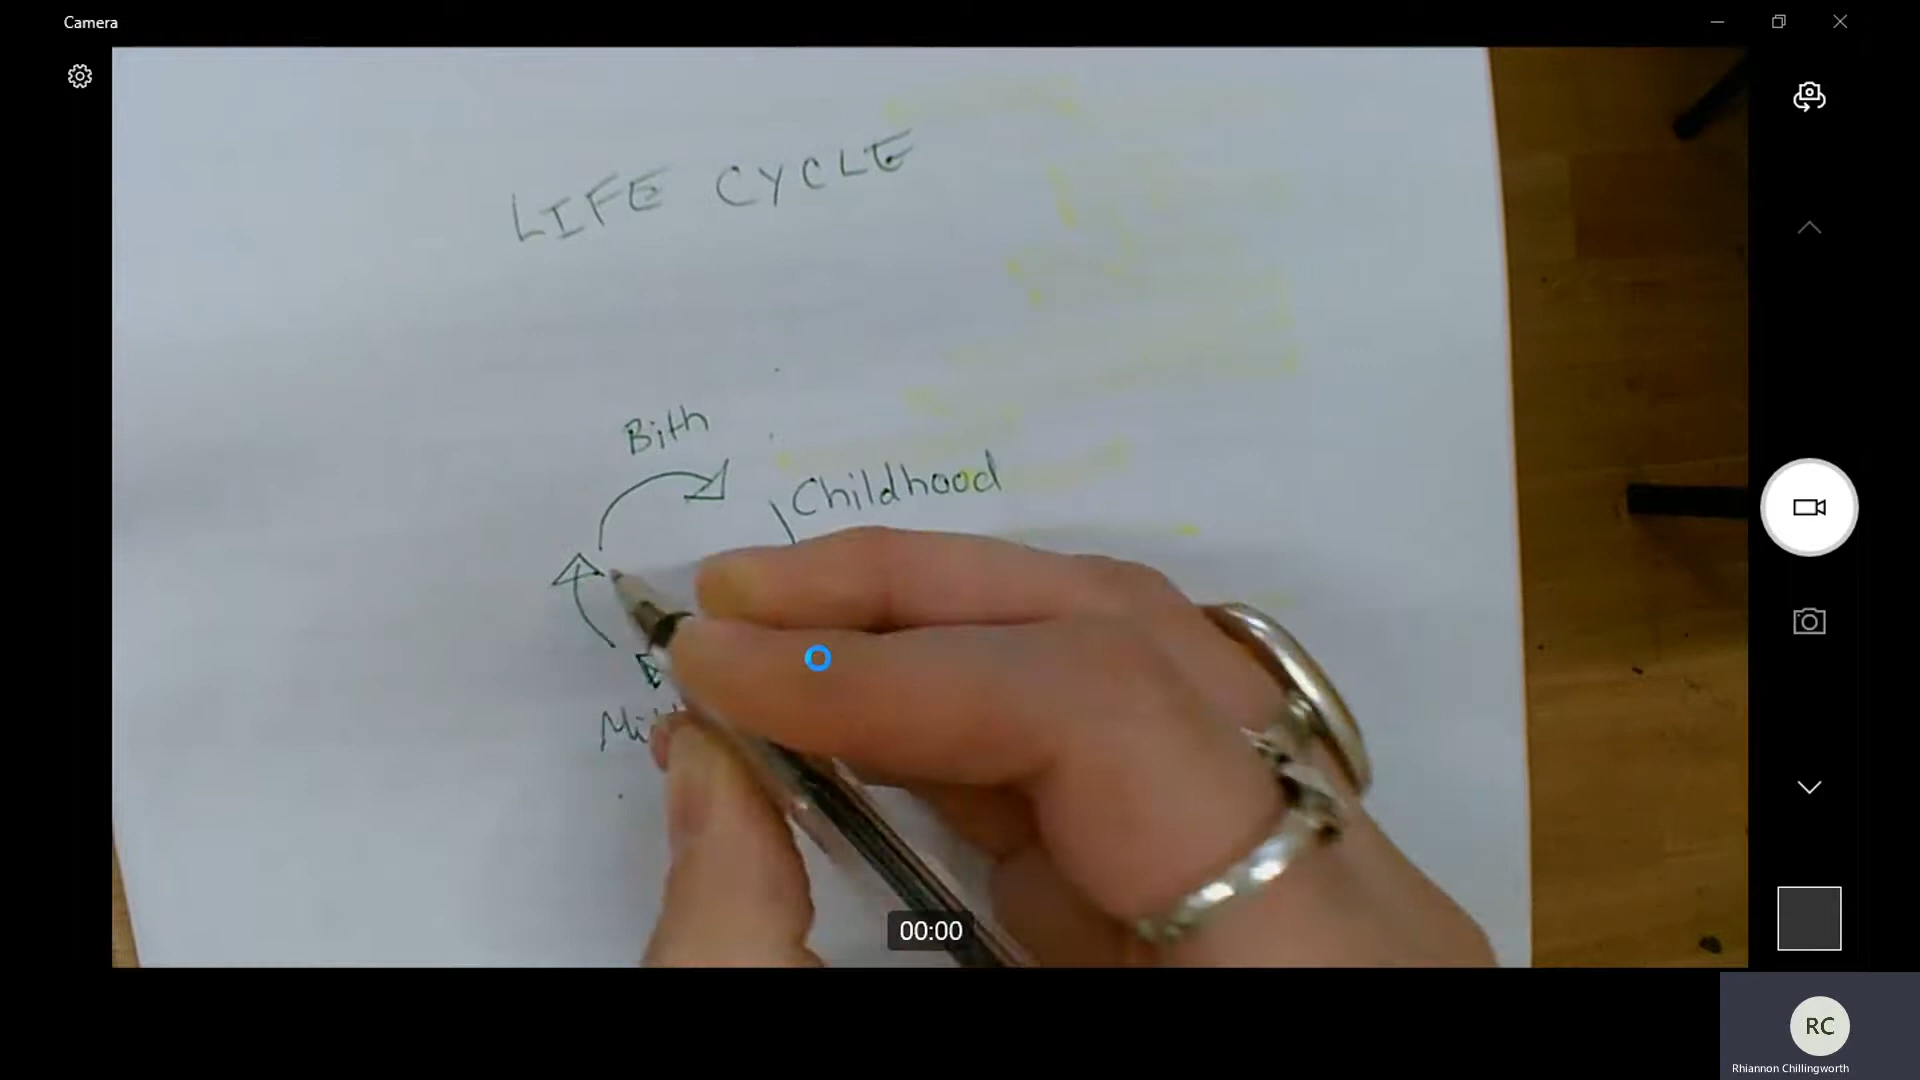 Camera
LIFE CYCLE
Bith
Childhood
00:00
RC
Rhiannon Chillingworth